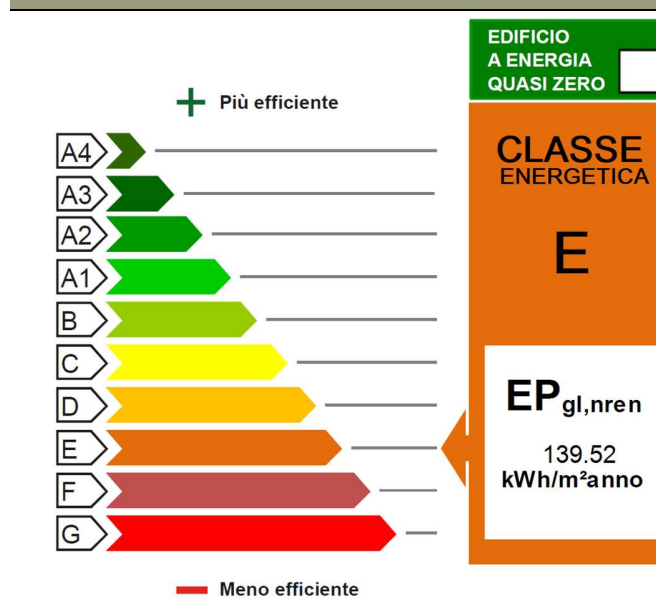 EDIFICIO
A ENERGIA
QUASI ZERO
Più efficiente
A4
A3
A2
A1
B
C
D
E
F
G
Meno efficiente
CLASSE
ENERGETICA
E
EPgl,nren
139.52
kWh/m²anno